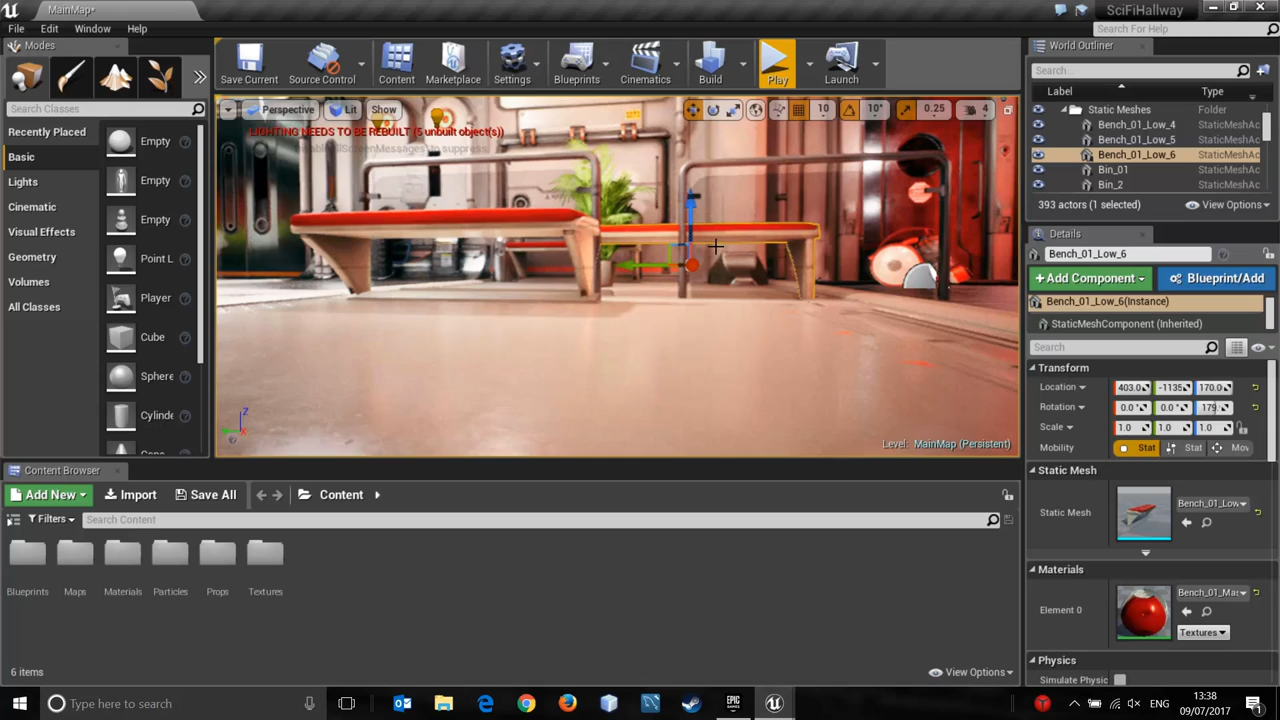 MainMap*
SciFiHallway
File Edit Window Help
Search For Help
Modes
Search Classes
Recently Placed
Basic
Lights
Cinematic
Visual Effects
Geometry
Volumes
All Classes
Empty
Empty
Empty
Point L
Player
Cube
Sphere
Cylinde
Save Current
Source Control
Content
Marketplace
Settings
Blueprints
Cinematics
Build
Play
Launch
Perspective
Lit
Show
10
10°
0.25
4
LIGHTING NEEDS TO BE REBUILT (5 unbuilt object(s))
Z
Level: MainMap (Persistent)
World Outliner
Search...
Label
Type
Static Meshes Folder
Bench_01_Low_4 StaticMeshAc
Bench_01_Low_5 StaticMeshAc
Bench_01_Low_6 StaticMeshAc
Bin_01 StaticMeshAc
Bin_2 StaticMeshAc
393 actors (1 selected)
View Options
Details
Bench_01_Low_6
+Add Component
Blueprint/Add
Bench_01_Low_6(Instance)
StaticMeshComponent (Inherited)
Search
Transform
Location 403.0 -1135 170.0
Rotation 0.0 ° 0.0 ° 179.
Scale 1.0 1.0 1.0
Mobility Stat Stat Mov
Static Mesh
Static Mesh
Bench_01_Low
Materials
Element 0
Bench_01_Mas
Textures
Physics
Simulate Physic
Content Browser
Add New
Import
Save All
Content
Filters
Search Content
Blueprints
Maps
Materials
Particles
Props
Textures
6 items
View Options
Type here to search
EPIC
GAMES
ENG
13:38
09/07/2017